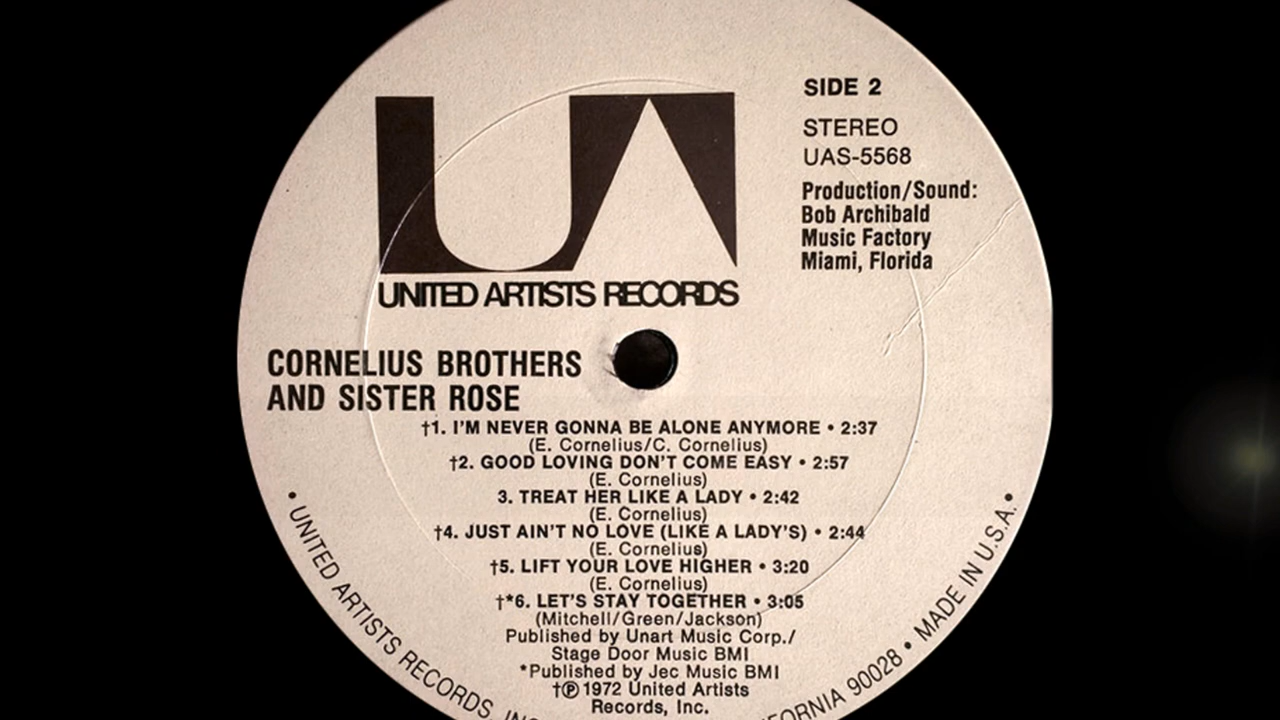 UA
UNITED ARTISTS RECORDS
SIDE 2
STEREO
UAS-5568
Production/Sound:
Bob Archibald
Music Factory
Miami, Florida
CORNELIUS BROTHERS
AND SISTER ROSE
†1. I'M NEVER GONNA BE ALONE ANYMORE • 2:37
(E. Cornelius/C. Cornelius)
†2. GOOD LOVING DON'T COME EASY • 2:57
(E. Cornelius)
3. TREAT HER LIKE A LADY • 2:42
(E. Cornelius)
†4. JUST AIN'T NO LOVE (LIKE A LADY'S) • 2:44
(E. Cornelius)
†5. LIFT YOUR LOVE HIGHER • 3:20
(E. Cornelius)
†*6. LET'S STAY TOGETHER • 3:05
(Mitchell/Green/Jackson)
Published by Unart Music Corp./
Stage Door Music BMI
*Published by Jec Music BMI
†℗ 1972 United Artists
Records, Inc.
• UNITED ARTISTS RECORDS, 90028 • MADE IN U.S.A. •